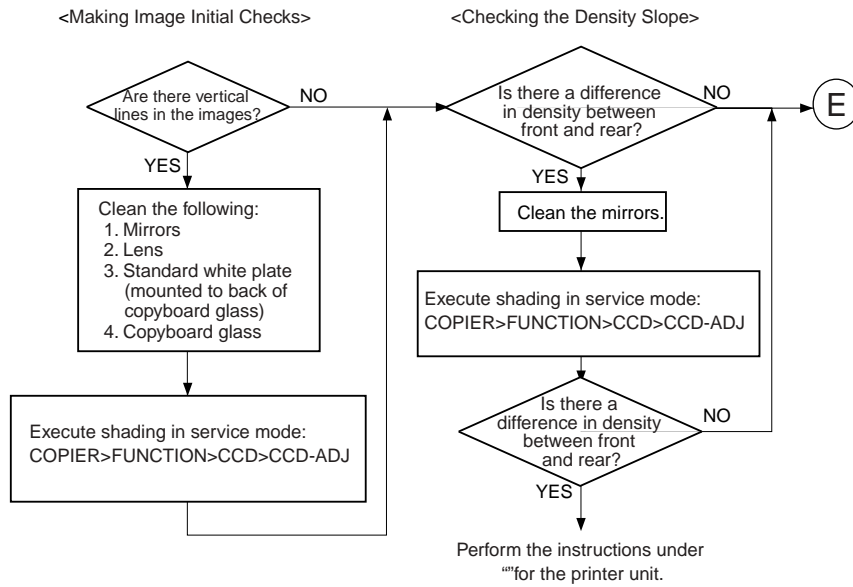 <Making Image Initial Checks>
Are there vertical
lines in the images?
NO
YES
Clean the following:
1. Mirrors
2. Lens
3. Standard white plate
(mounted to back of
copyboard glass)
4. Copyboard glass
Execute shading in service mode:
COPIER>FUNCTION>CCD>CCD-ADJ
<Checking the Density Slope>
Is there a difference
in density between
front and rear?
NO
E
YES
Clean the mirrors.
Execute shading in service mode:
COPIER>FUNCTION>CCD>CCD-ADJ
Is there a
difference in density
between front
and rear?
NO
YES
Perform the instructions under
“”for the printer unit.